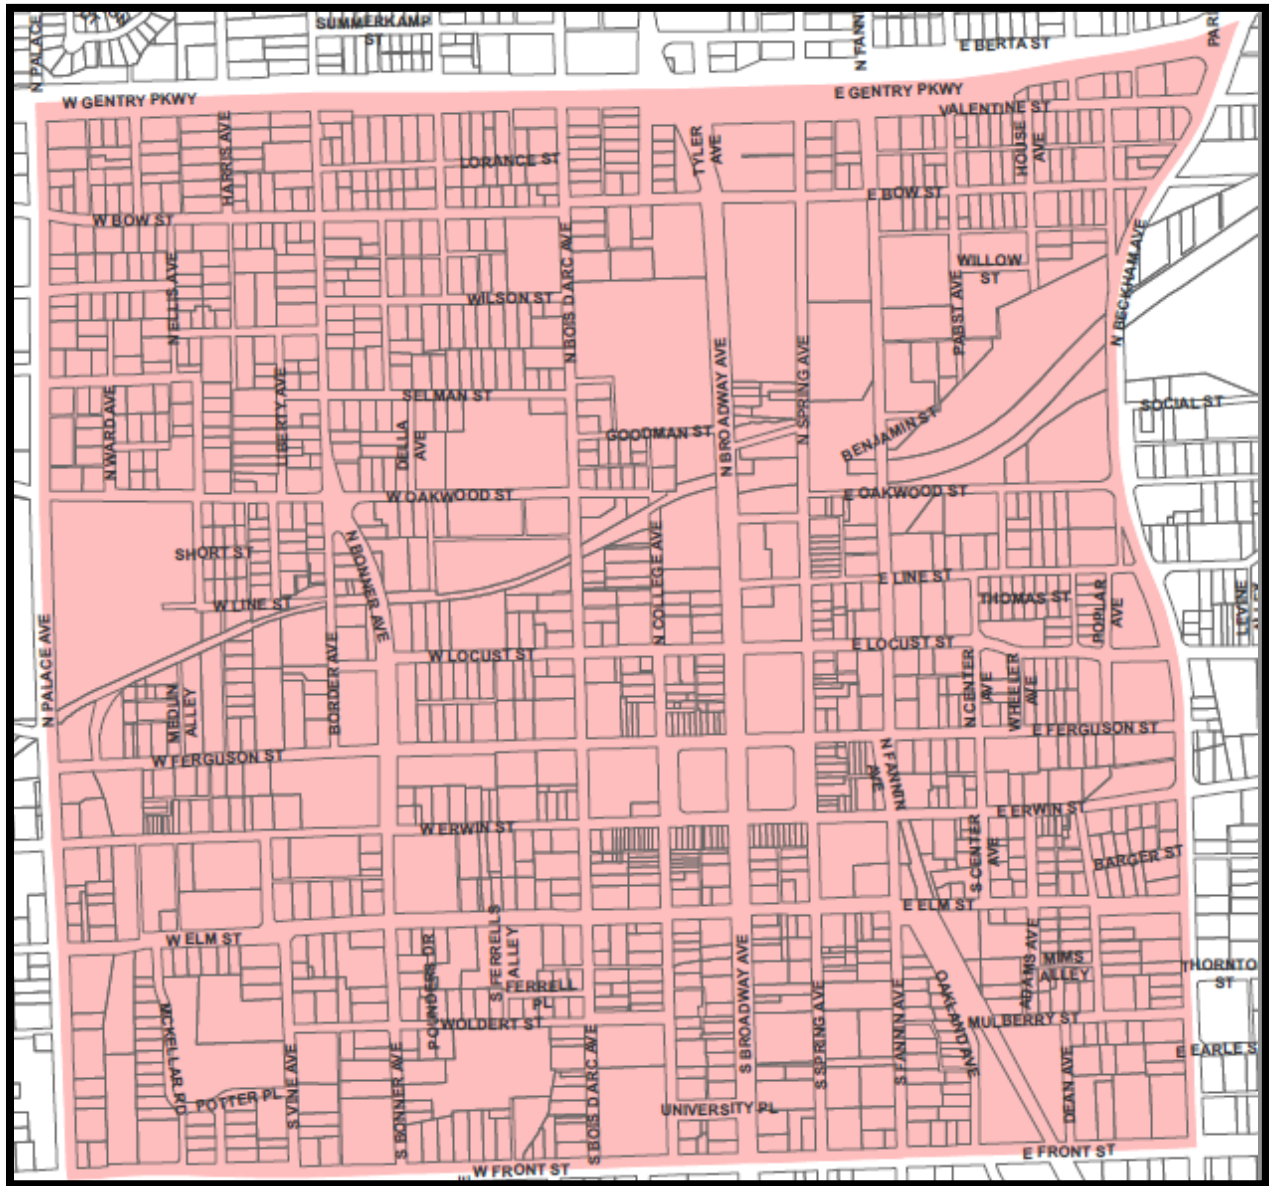 SUMMERKAMP
ST
N PALACE
N FANN
E BERTA ST
PARI
W GENTRY PKWY
E GENTRY PKWY
VALENTINE ST
HARRIS AVE
LORANCE ST
TYLER
AVE
HOUSE
AVE
W BOW ST
E BOW ST
N ELLIS AVE
N BOIS D ARC AVE
WILLOW
ST
N BECKHAM AVE
WILSON ST
PABST AVE
N WARD AVE
LIBERTY AVE
SELMAN ST
DELLA
AVE
GOODMAN ST
N BROADWAY AVE
N SPRING AVE
BENJAMIN ST
SOCIAL ST
W OAKWOOD ST
E OAKWOOD ST
SHORT ST
N BONNER AVE
N COLLEGE AVE
W LINE ST
E LINE ST
THOMAS ST
POPLAR
AVE
LEVINE
ALLEY
N PALACE AVE
BORDER AVE
W LOCUST ST
E LOCUST ST
MEDLIN
ALLEY
N CENTER
AVE
WHEELER
AVE
W FERGUSON ST
E FERGUSON ST
N FANNIN
AVE
W ERWIN ST
E ERWIN ST
S CENTER
AVE
BARGER ST
E ELM ST
W ELM ST
POUNDERS DR
S FERRELLS
ALLEY
FERRELL
PL
S BROADWAY AVE
ADAMS AVE
MIMS
ALLEY
THORNTO
ST
MCKELLAR RD
WOLDERT ST
S SPRING AVE
S FANNIN AVE
OAKLAND AVE
MULBERRY ST
E EARLE S
POTTER PL
S VINE AVE
S BONNER AVE
S BOIS D ARC AVE
UNIVERSITY PL
DEAN AVE
W FRONT ST
E FRONT ST